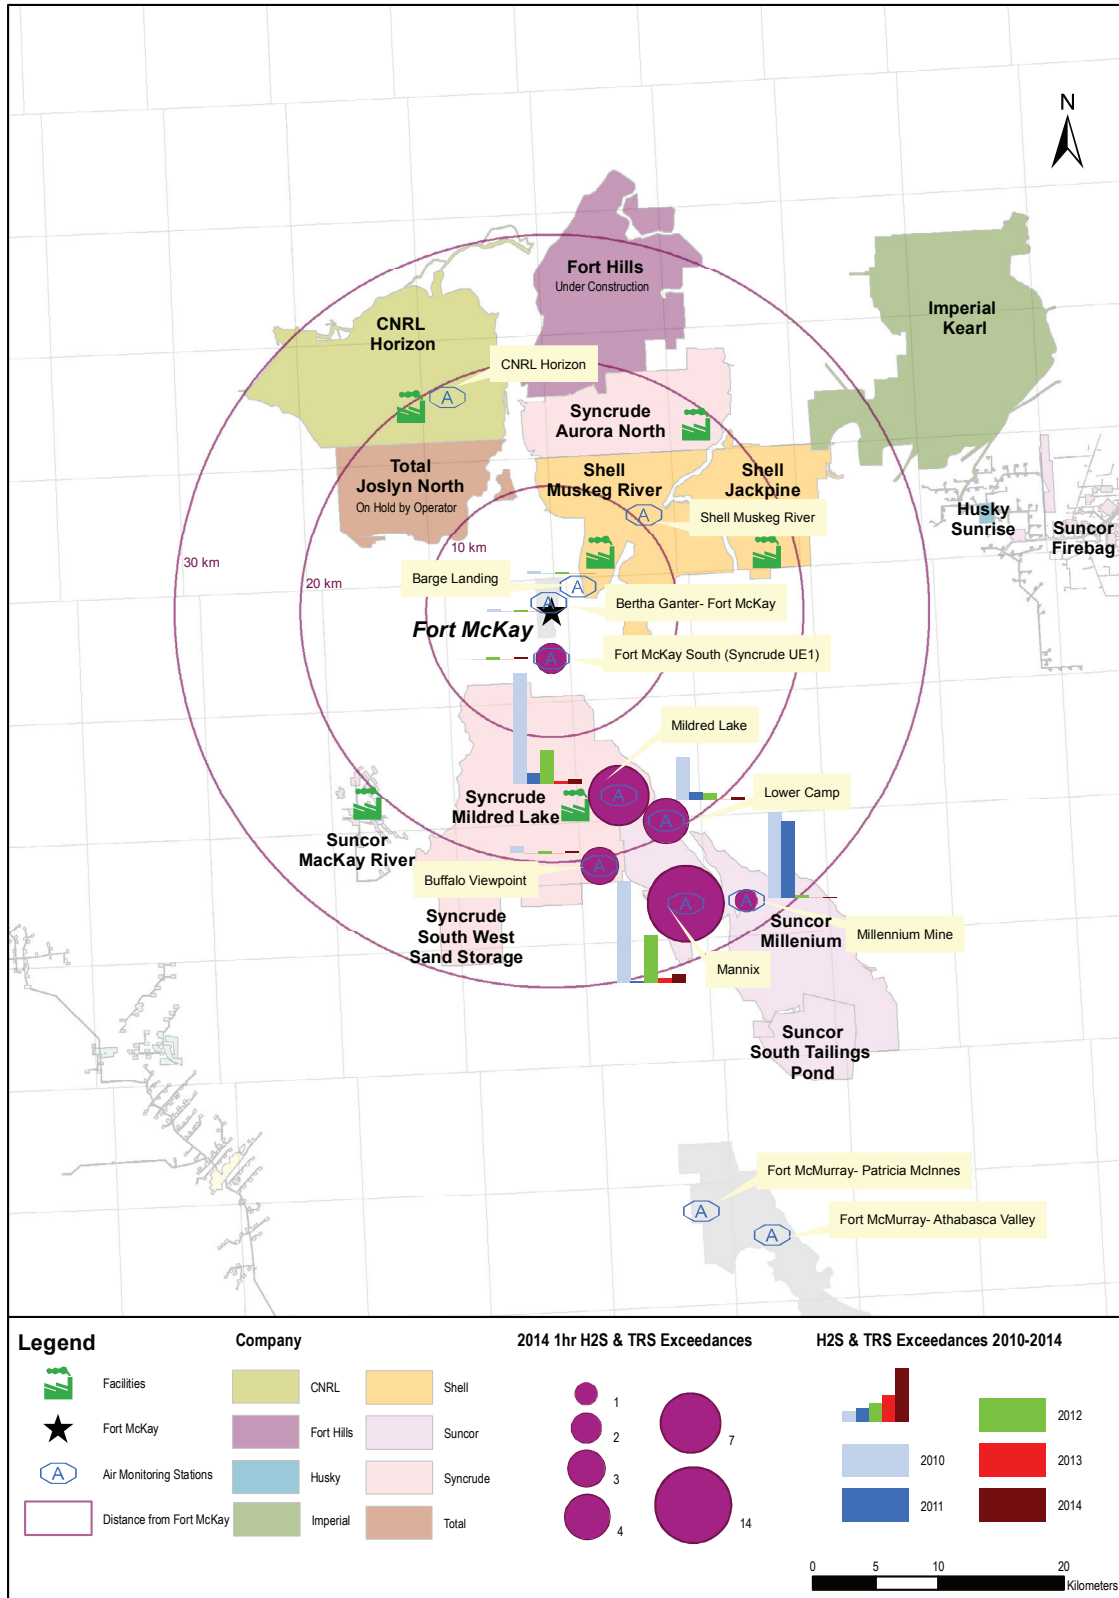 N
Fort Hills
Under Construction
Imperial
Kearl
CNRL
Horizon
CNRL Horizon
A
Syncrude
Aurora North
Total
Joslyn North
On Hold by Operator
Shell
Muskeg River
Shell
Jackpine
A
Shell Muskeg River
Husky
Sunrise
Suncor
Firebag
10 km
30 km
20 km
Barge Landing
A
A
Bertha Ganter- Fort McKay
Fort McKay
A
Fort McKay South (Syncrude UE1)
Mildred Lake
Syncrude
Mildred Lake
A
Lower Camp
A
Suncor
MacKay River
Buffalo Viewpoint
A
Syncrude
South West
Sand Storage
A
A
Suncor
Millenium
Millennium Mine
Mannix
Suncor
South Tailings
Pond
Fort McMurray- Patricia McInnes
A
Fort McMurray- Athabasca Valley
A
Legend
Facilities
Fort McKay
A
Air Monitoring Stations
Distance from Fort McKay
Company
CNRL
Fort Hills
Husky
Imperial
Shell
Suncor
Syncrude
Total
2014 1hr H2S & TRS Exceedances
1
2
3
4
7
14
H2S & TRS Exceedances 2010-2014
2010
2011
2012
2013
2014
0 5 10 20
Kilometers